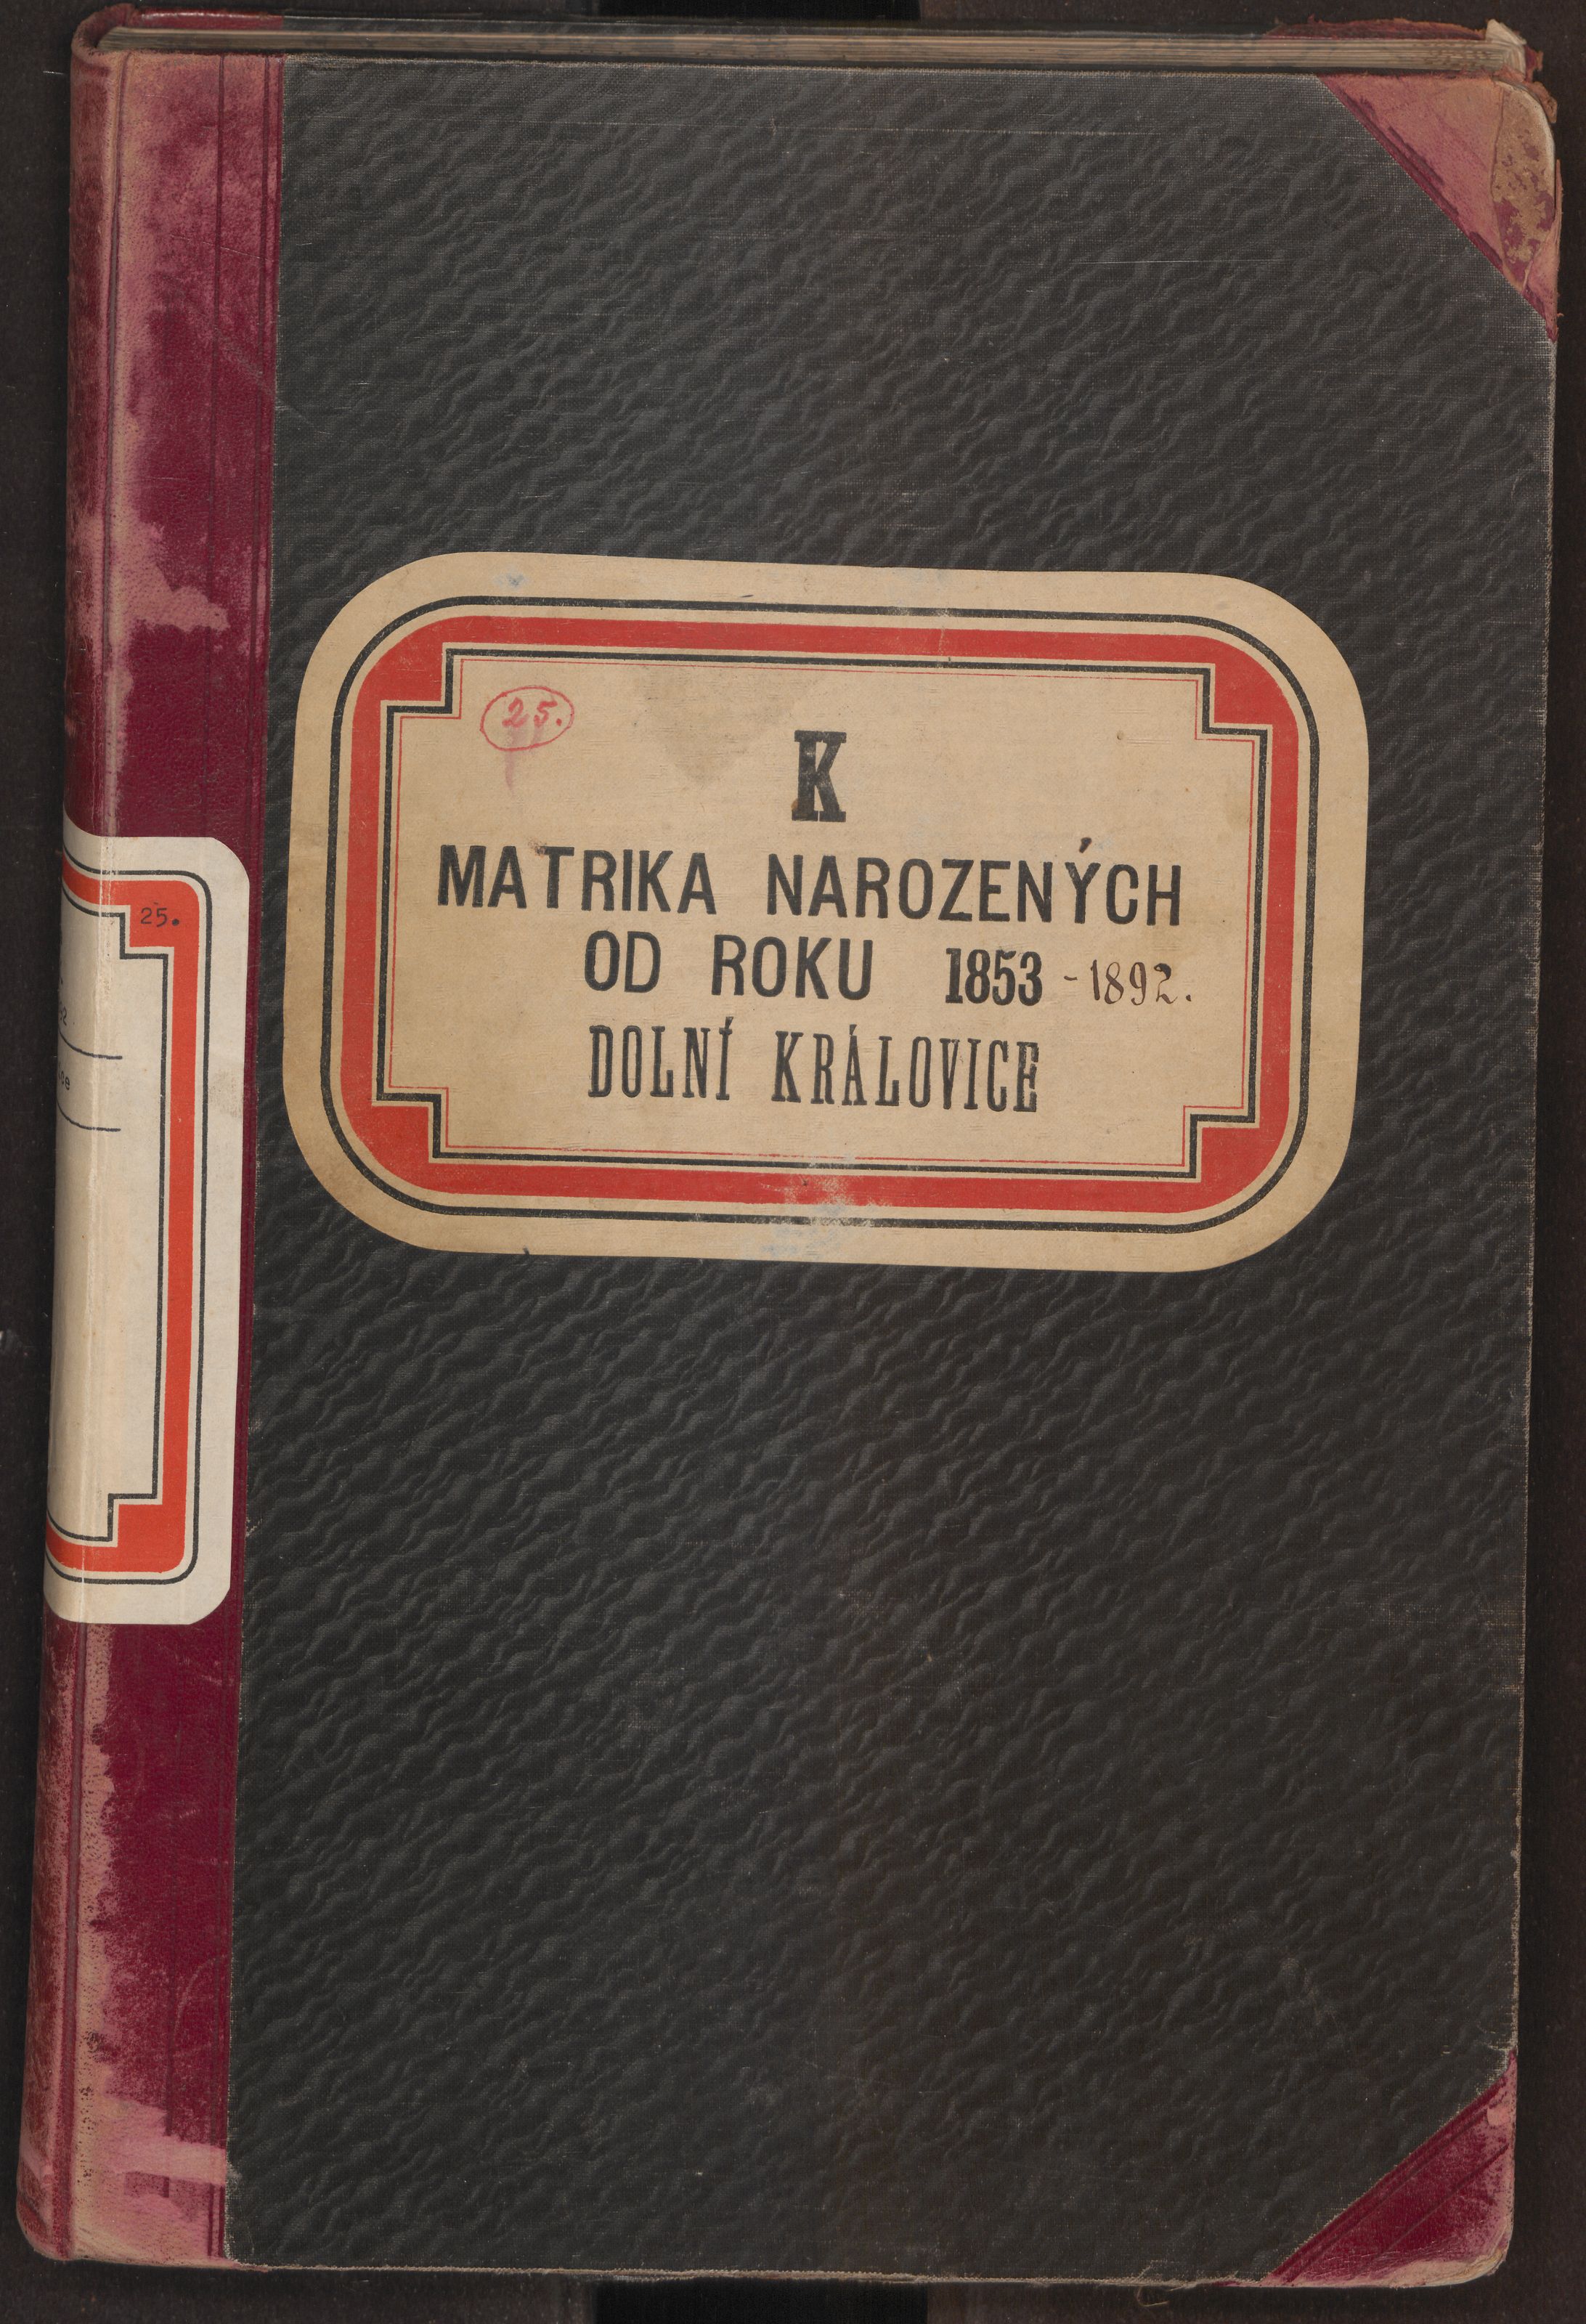 25.
K
MATRIKA NAROZENÝCH
OD ROKU 1853 - 1892.
DOLNÍ KRÁLOVICE
25.